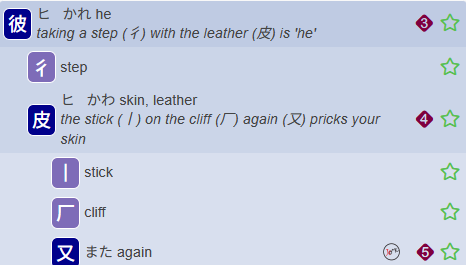 彼 ヒ かれ he 3
taking a step (彳) with the leather (皮) is 'he'
彳 step
皮 ヒ かわ skin, leather 4
the stick (丨) on the cliff (厂) again (又) pricks your
skin
丨 stick
厂 cliff
又 また again 5